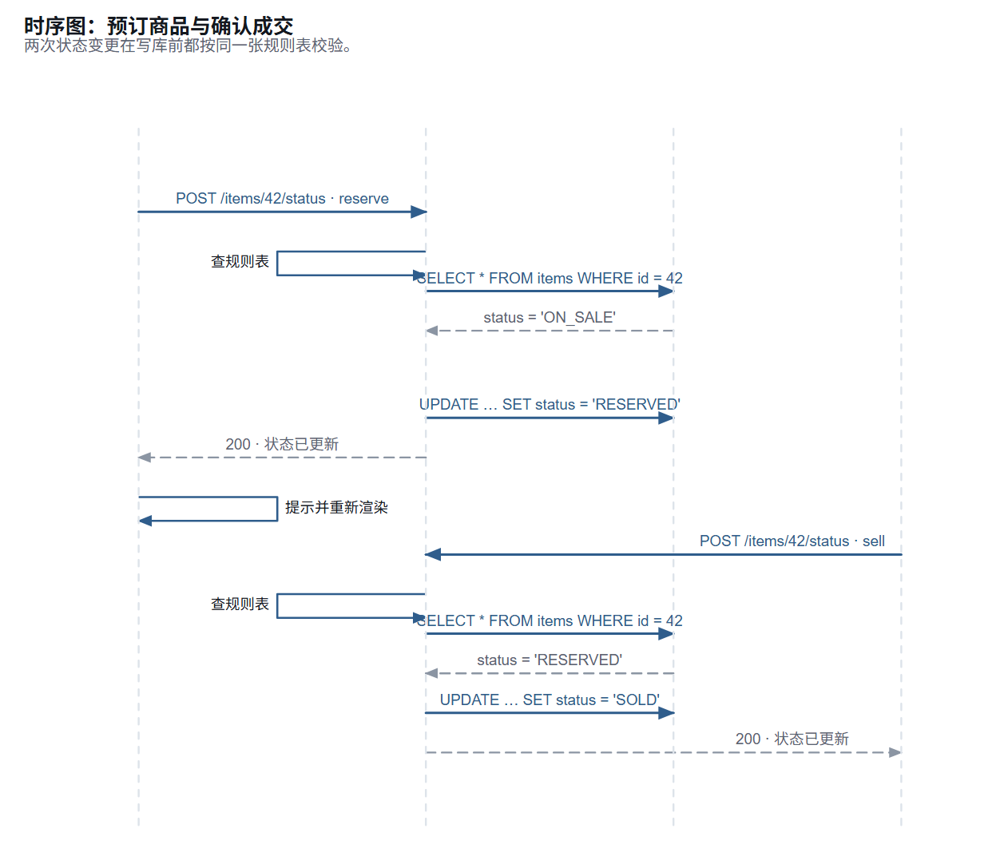 时序图：预订商品与确认成交
两次状态变更在写库前都按同一张规则表校验。
POST /items/42/status · reserve
查规则表
SELECT * FROM items WHERE id = 42
status = 'ON_SALE'
UPDATE … SET status = 'RESERVED'
200 · 状态已更新
提示并重新渲染
POST /items/42/status · sell
查规则表
SELECT * FROM items WHERE id = 42
status = 'RESERVED'
UPDATE … SET status = 'SOLD'
200 · 状态已更新